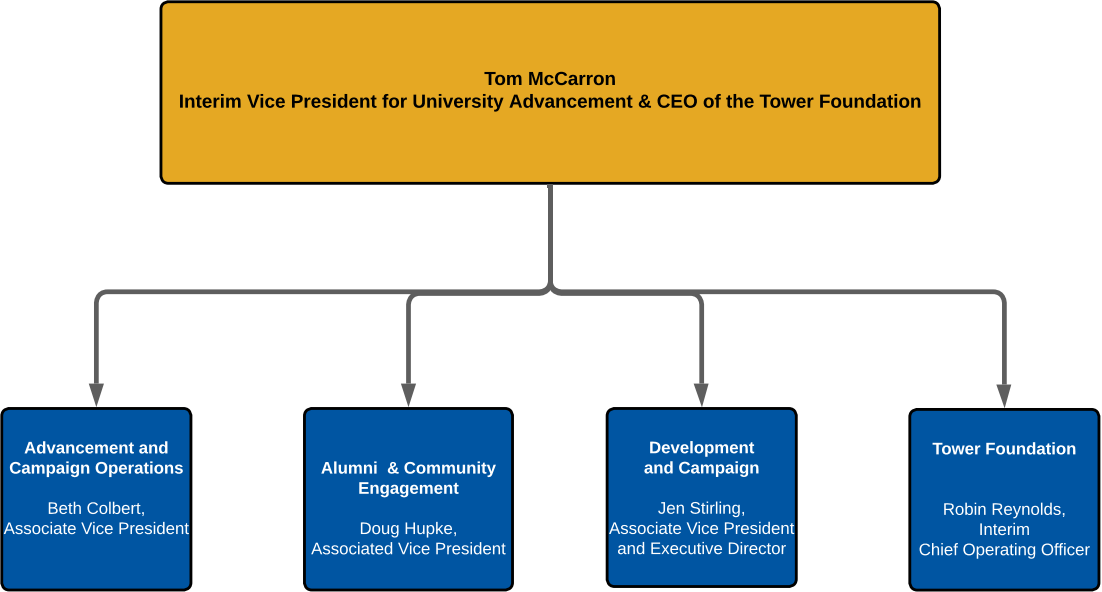 Tom McCarron
Interim Vice President for University Advancement & CEO of the Tower Foundation
Advancement and
Campaign Operations
Beth Colbert,
Associate Vice President
Alumni  & Community
Engagement
Doug Hupke,
Associated Vice President
Development
and Campaign
Jen Stirling,
Associate Vice President
and Executive Director
Tower Foundation
Robin Reynolds,
Interim
Chief Operating Officer